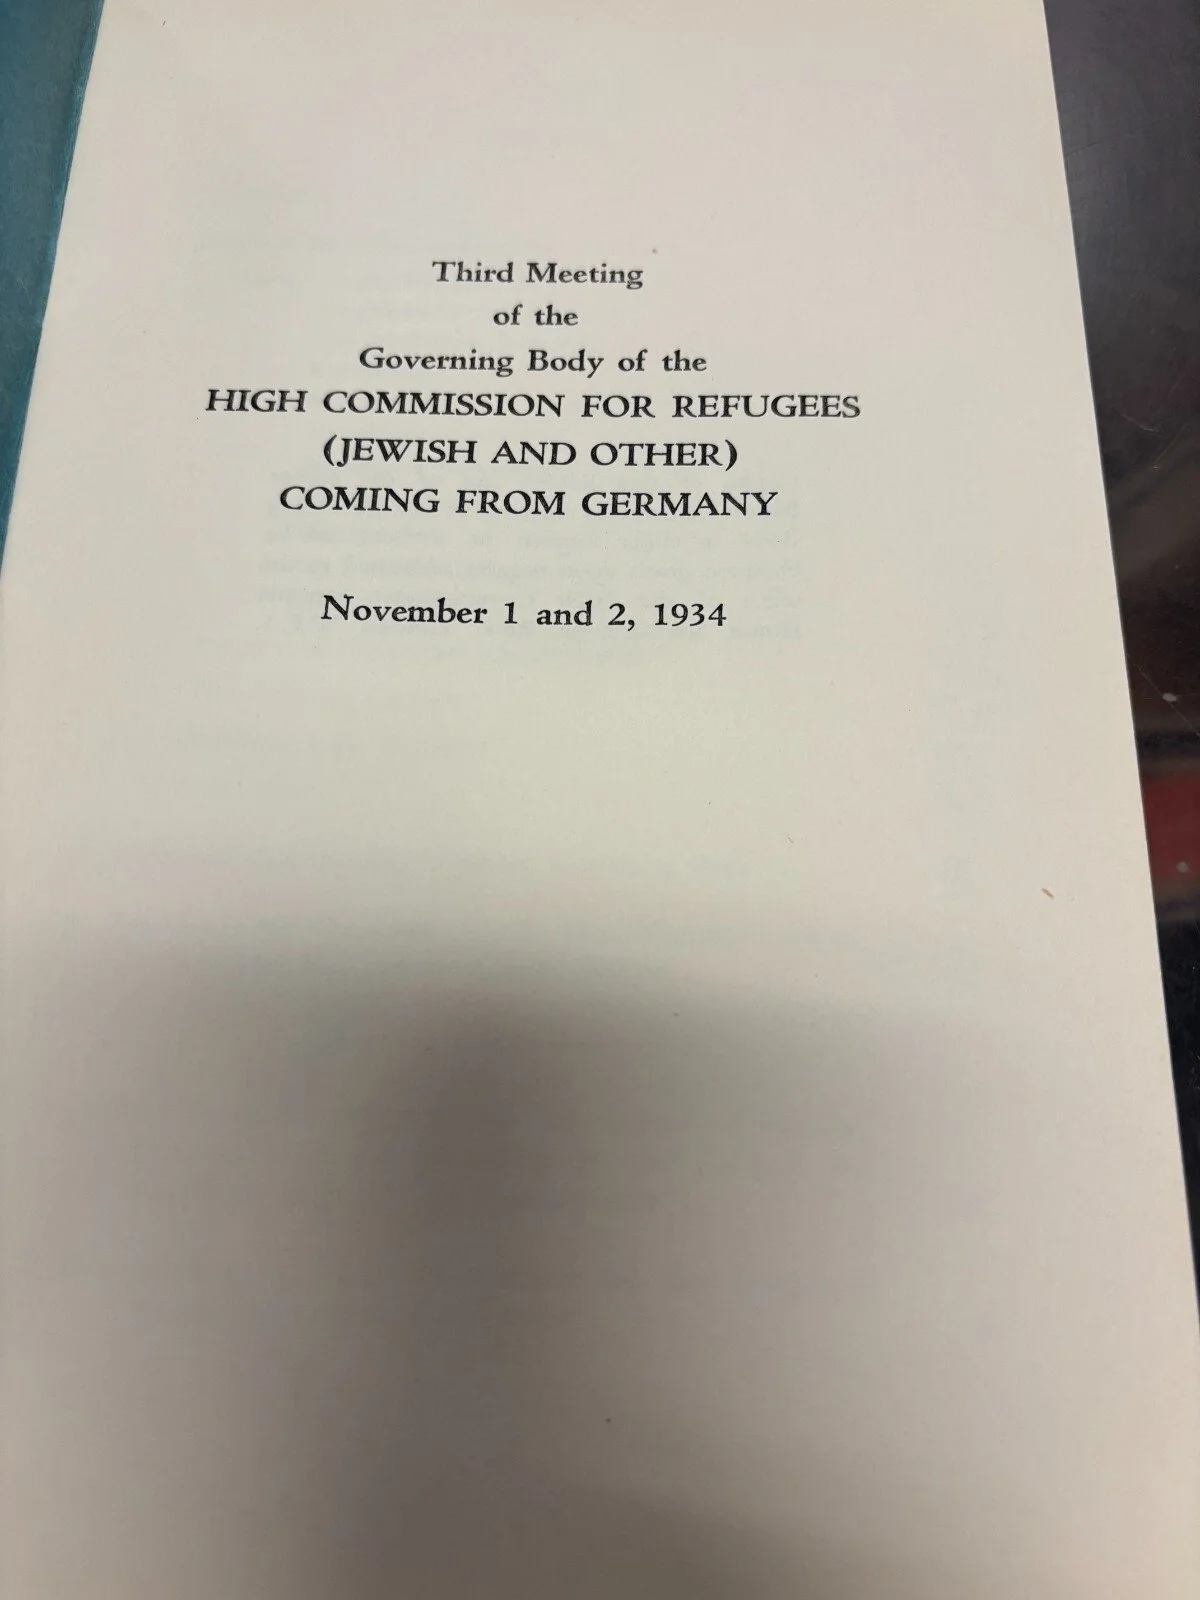 Third Meeting
of the
Governing Body of the
HIGH COMMISSION FOR REFUGEES
(JEWISH AND OTHER)
COMING FROM GERMANY
November 1 and 2, 1934